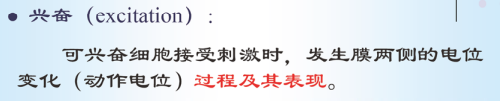 • 兴奋（excitation）:
可兴奋细胞接受刺激时，发生膜两侧的电位
变化（动作电位）过程及其表现。